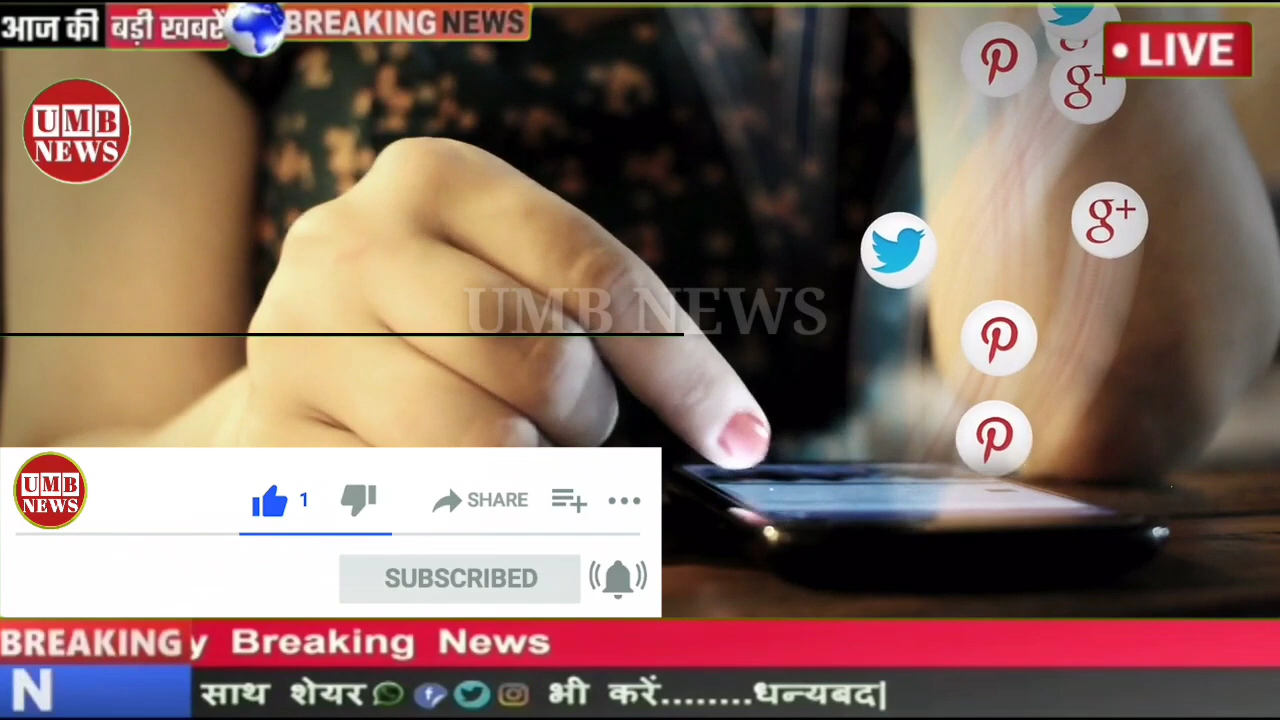 आज की बड़ी खबरें BREAKING NEWS
• LIVE
UMB
NEWS
g+
g+
UMB NEWS
UMB
NEWS
1 SHARE
SUBSCRIBED
BREAKING y Breaking News
N साथ शेयर भी करें........धन्यबद|